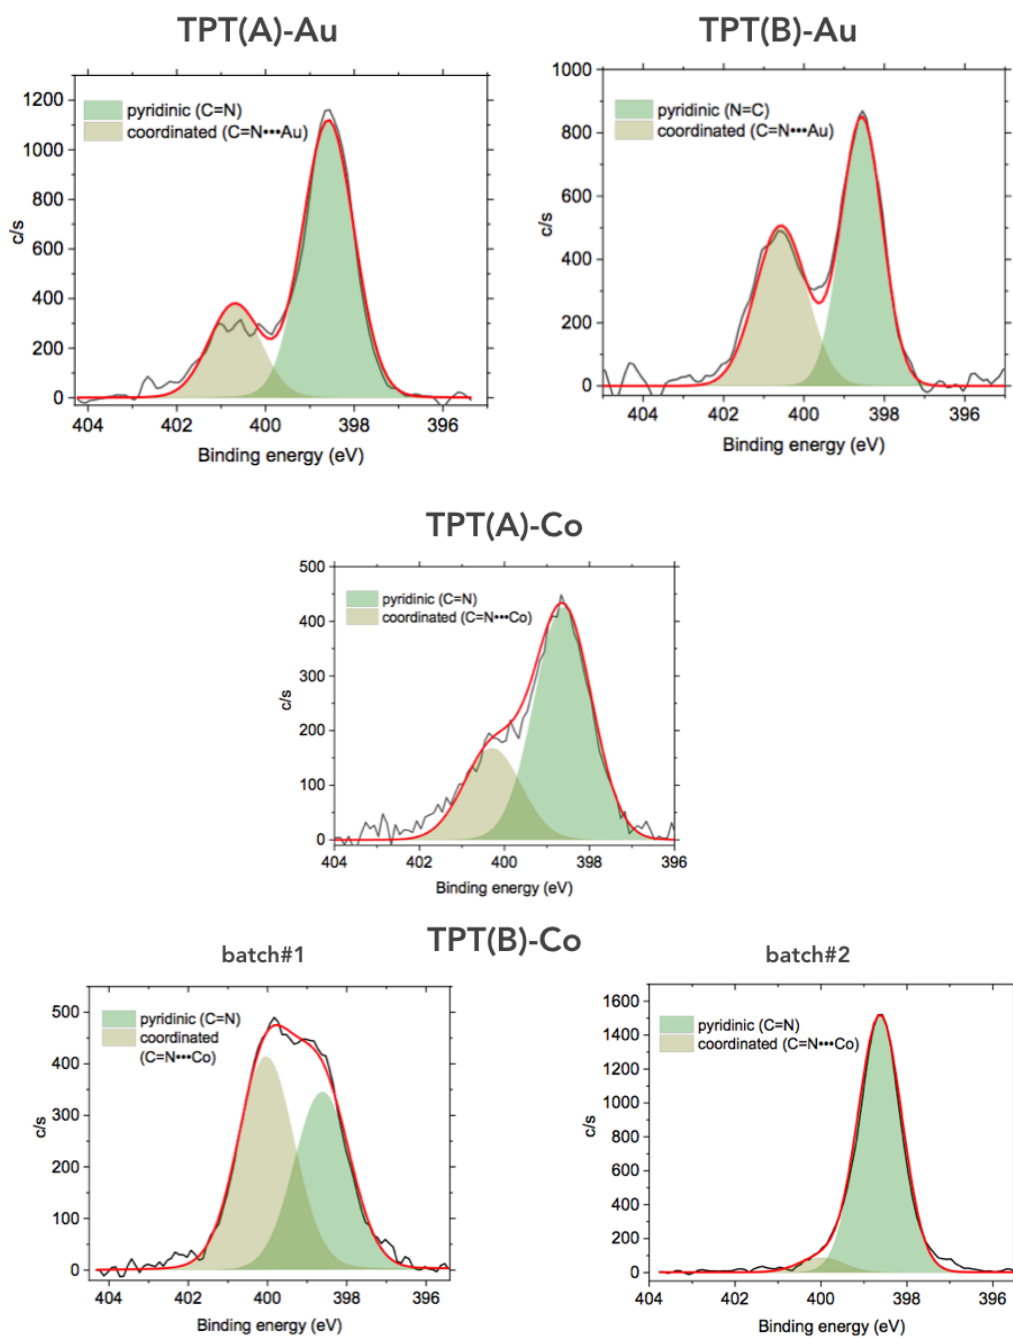 TPT(A)-Au
TPT(B)-Au
1200
1000
800
600
400
200
0
c/s
pyridinic (C=N)
coordinated (C=N•••Au)
404 402 400 398 396
Binding energy (eV)
1000
800
600
400
200
0
c/s
pyridinic (N=C)
coordinated (C=N•••Au)
404 402 400 398 396
Binding energy (eV)
TPT(A)-Co
500
400
300
200
100
0
c/s
pyridinic (C=N)
coordinated (C=N•••Co)
404 402 400 398 396
Binding energy (eV)
TPT(B)-Co
batch#1
batch#2
500
400
300
200
100
0
c/s
pyridinic (C=N)
coordinated
(C=N•••Co)
404 402 400 398 396
Binding energy (eV)
1600
1400
1200
1000
800
600
400
200
0
c/s
pyridinic (C=N)
coordinated (C=N•••Co)
404 402 400 398 396
Binding energy (eV)